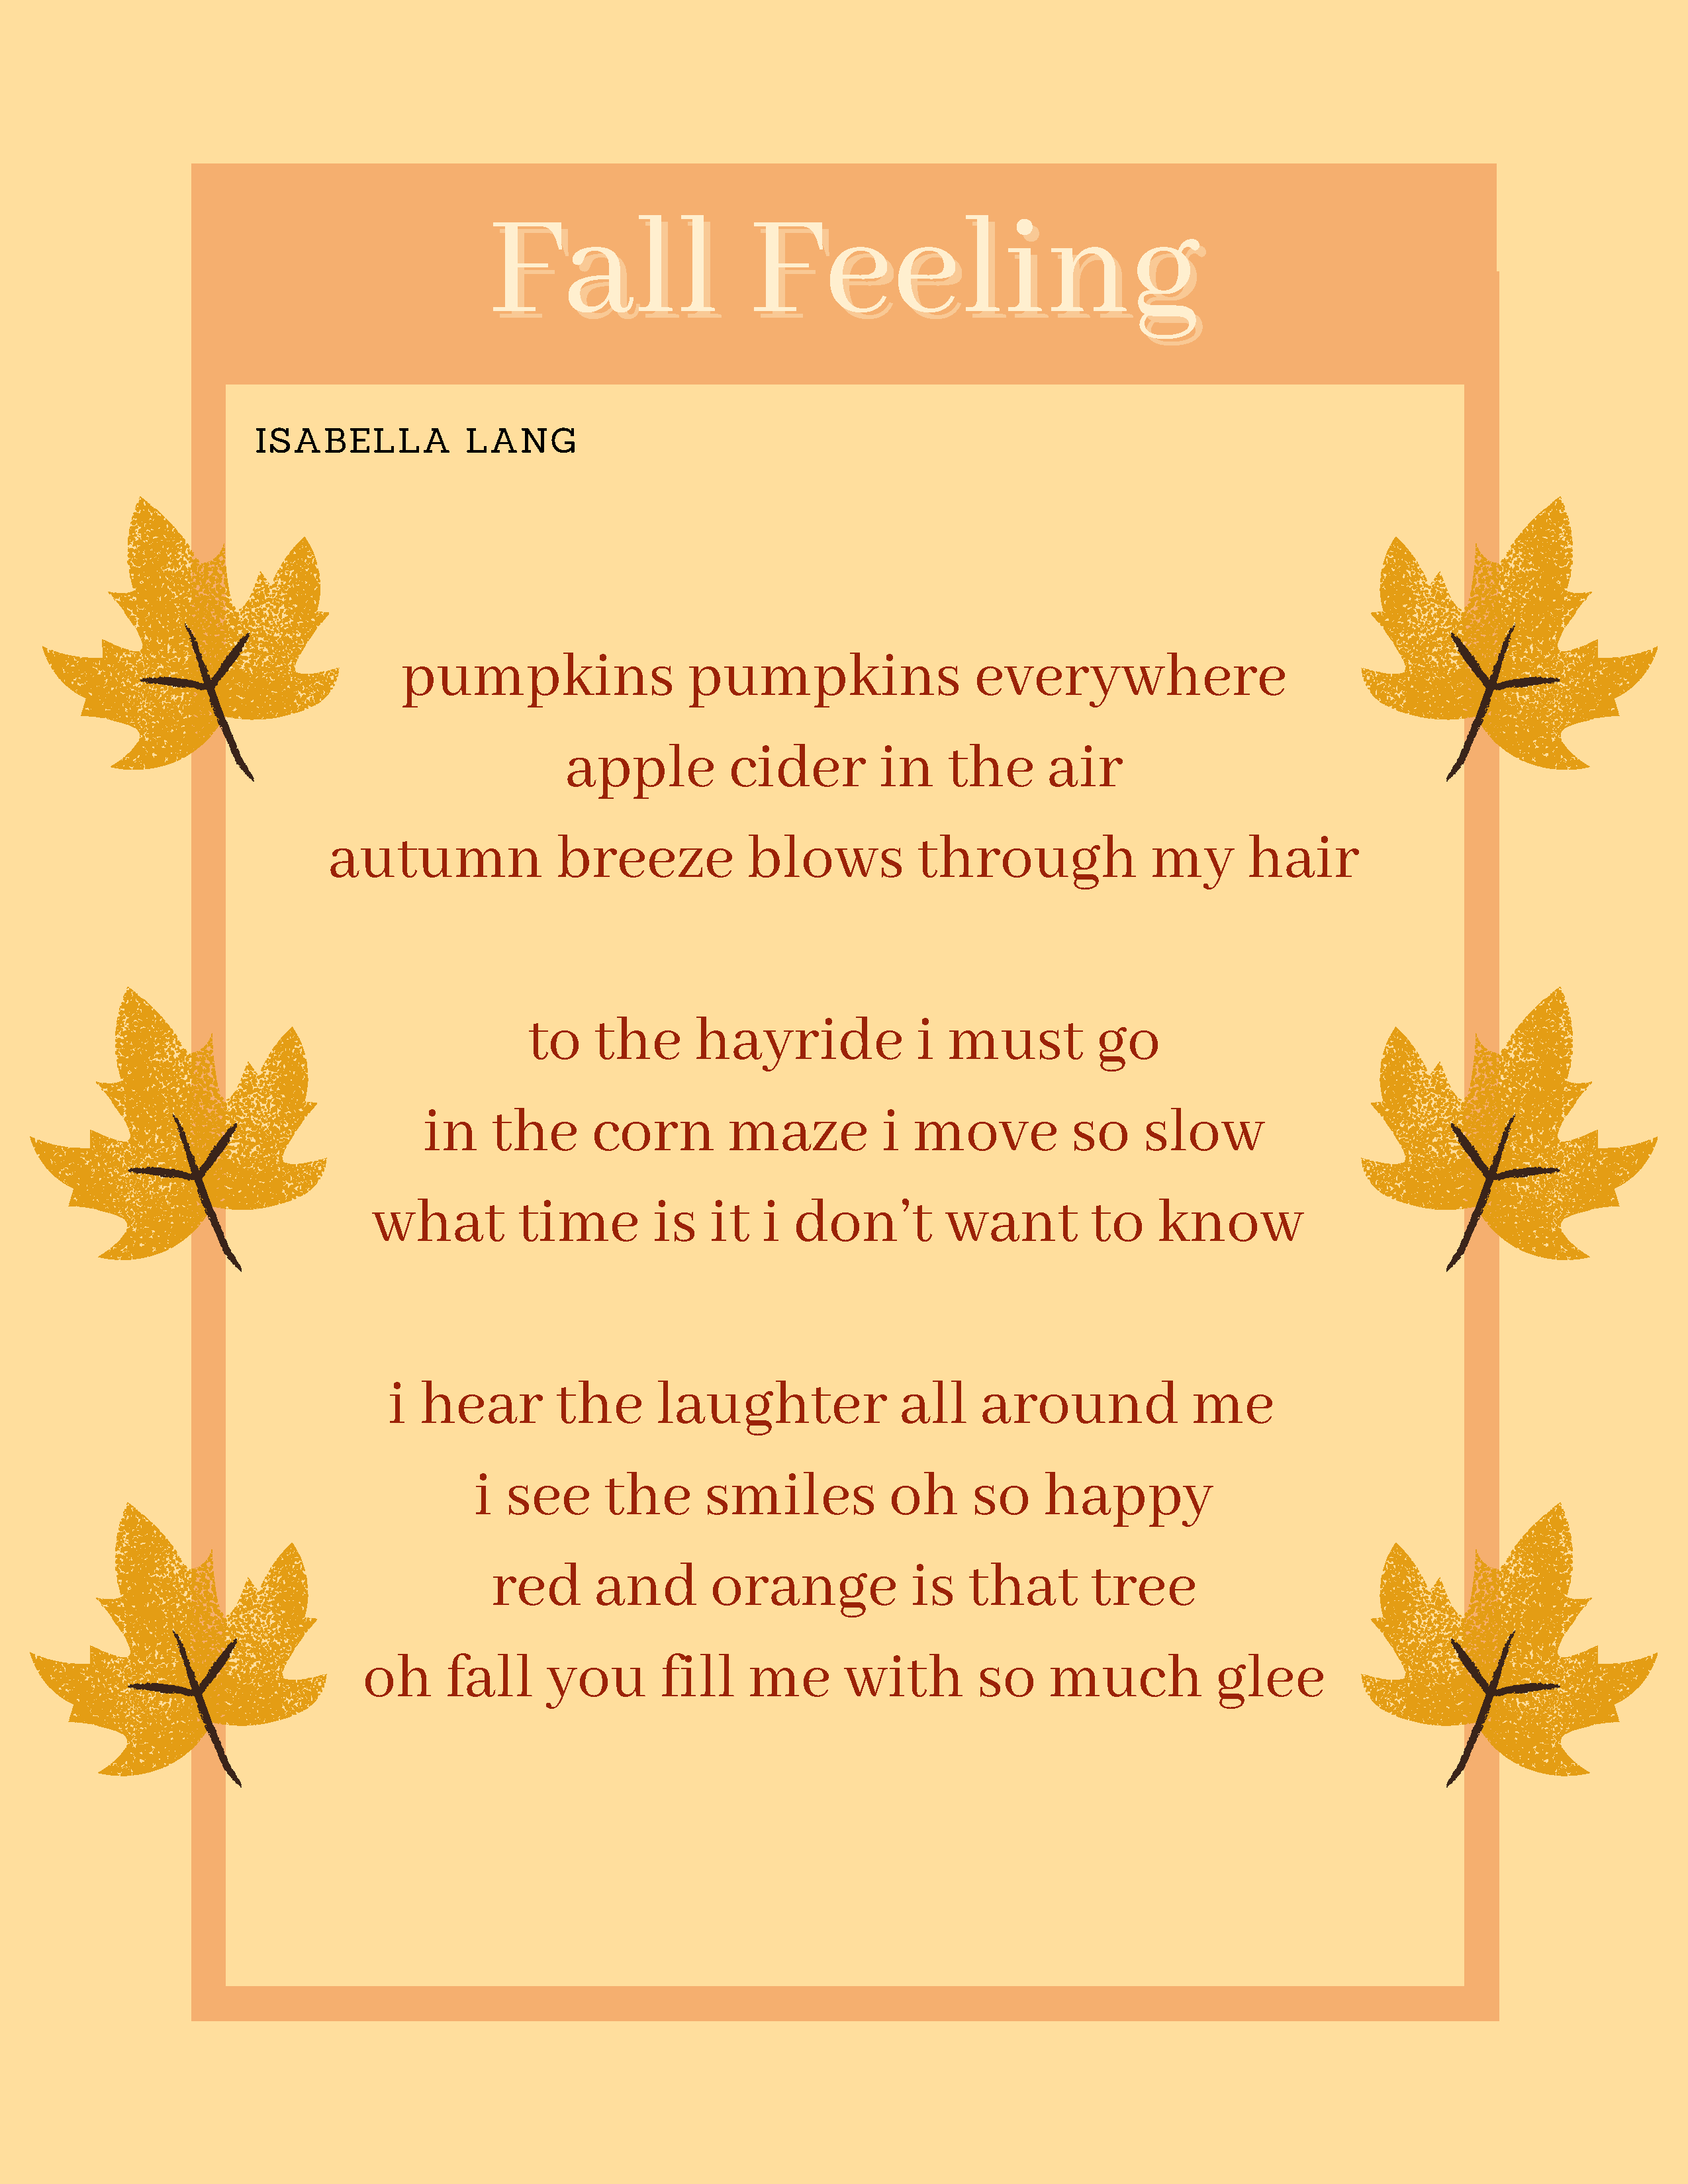 Fall Feeling
ISABELLA LANG
pumpkins pumpkins everywhere
apple cider in the air
autumn breeze blows through my hair
to the hayride i must go
in the corn maze i move so slow
what time is it i don’t want to know
i hear the laughter all around me
i see the smiles oh so happy
red and orange is that tree
oh fall you fill me with so much glee